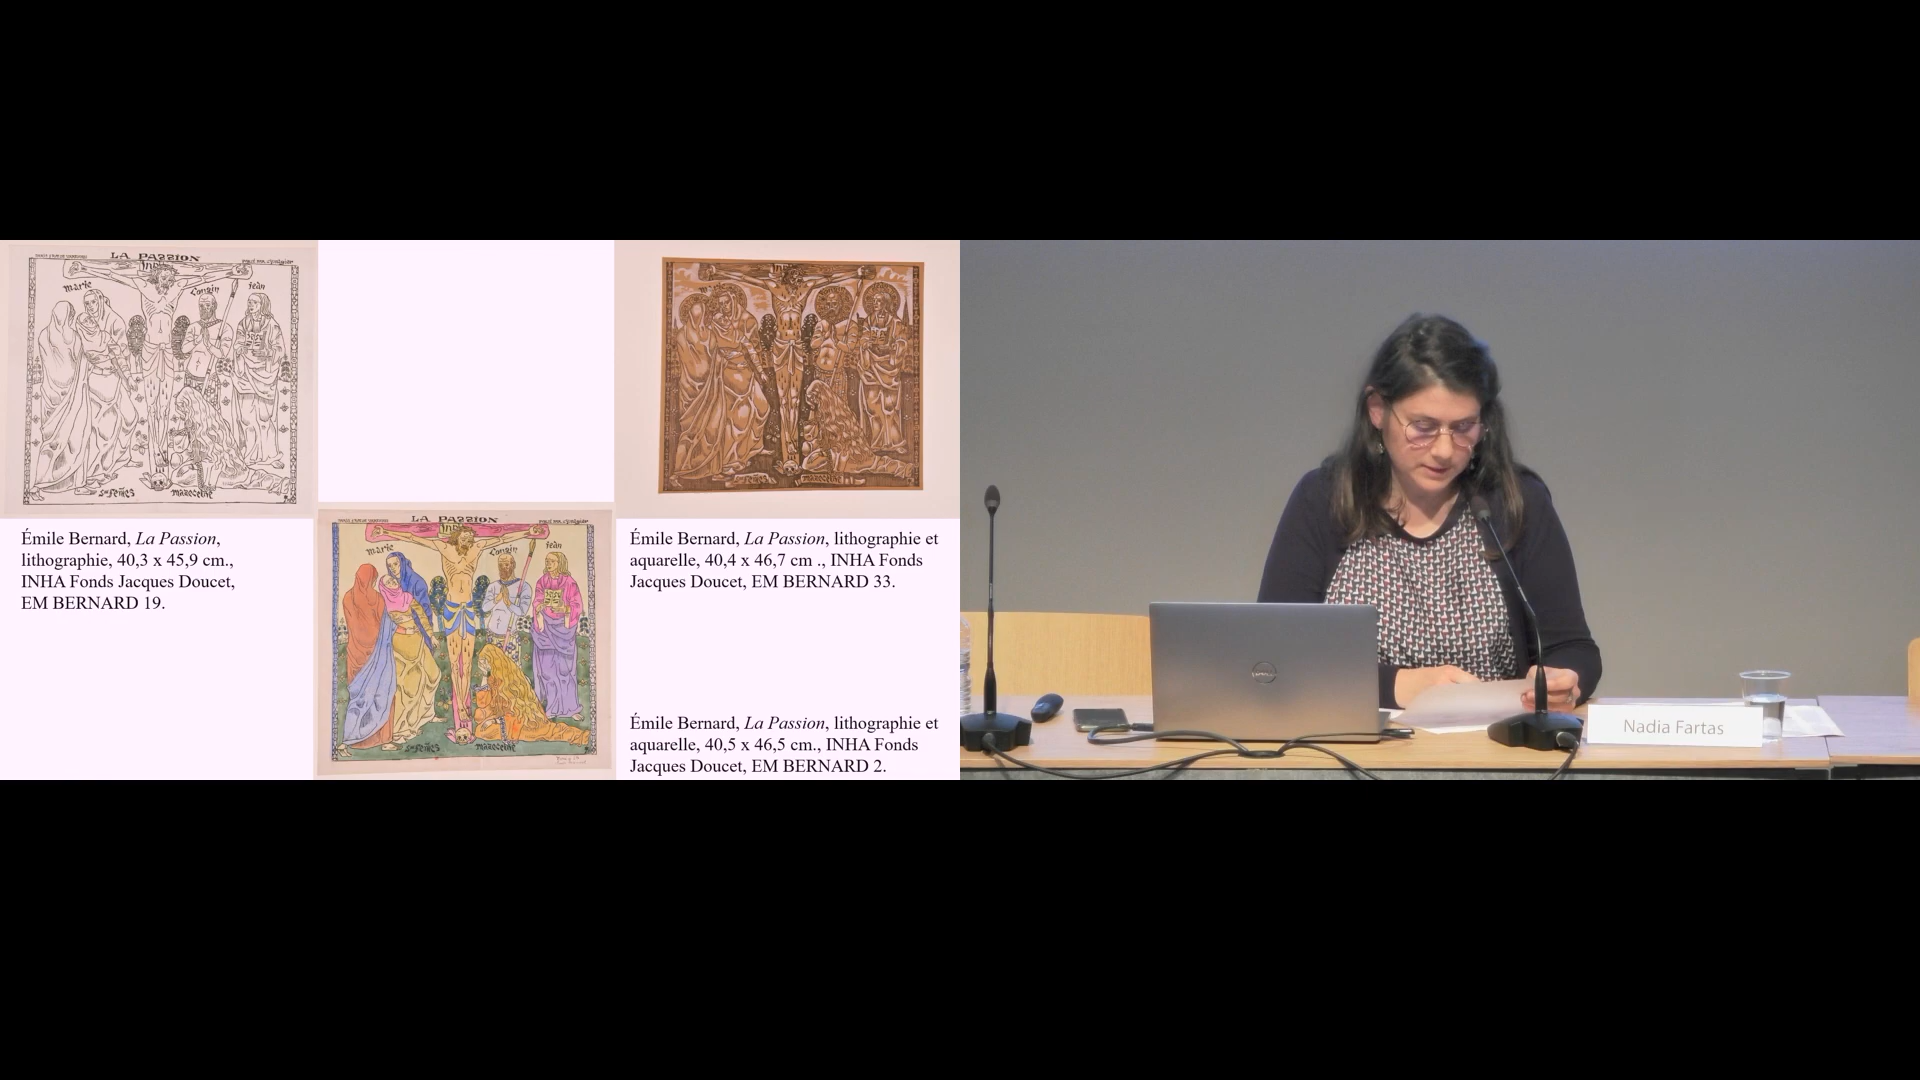 LA PASSION
marie
Longin
jean
Émile Bernard, La Passion,
lithographie, 40,3 x 45,9 cm.,
INHA Fonds Jacques Doucet,
EM BERNARD 19.
LA PASSION
marie
Longin
jean
Émile Bernard, La Passion, lithographie et
aquarelle, 40,4 x 46,7 cm ., INHA Fonds
Jacques Doucet, EM BERNARD 33.
Émile Bernard, La Passion, lithographie et
aquarelle, 40,5 x 46,5 cm., INHA Fonds
Jacques Doucet, EM BERNARD 2.
DELL
Nadia Fartas